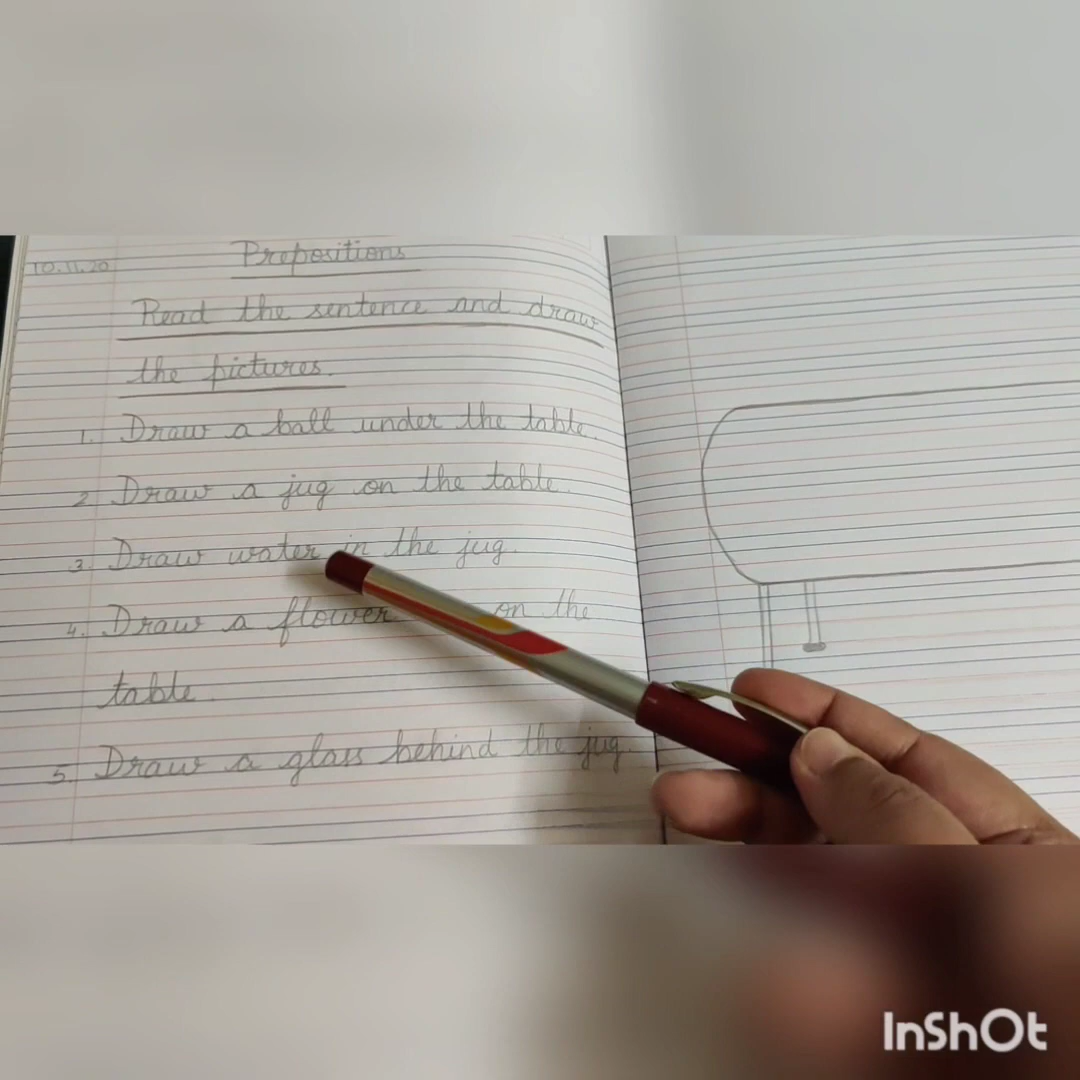 10.11.20
Prepositions
Read the sentence and draw
the pictures.
1. Draw a ball under the table.
2. Draw a jug on the table.
3. Draw water in the jug.
4. Draw a flower on the
table
5. Draw a glass behind the jug.
InShOt